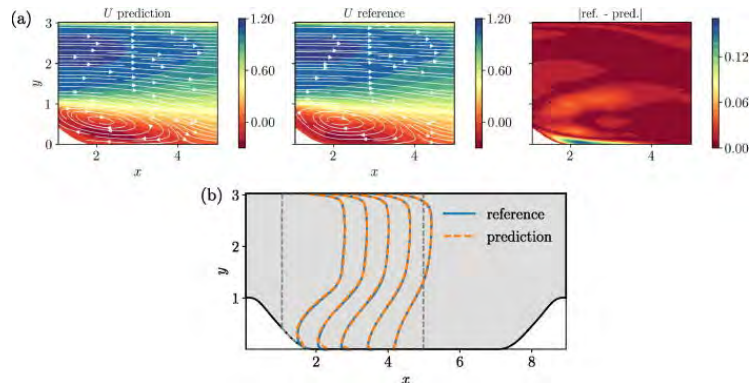 (a)
U prediction
U reference
|ref. - pred.|
3
2
1
0
y
2
4
x
1.20
0.60
0.00
2
4
x
1.20
0.60
0.00
2
4
0.12
0.06
0.00
(b)
3
2
1
y
reference
prediction
2
4
6
8
x